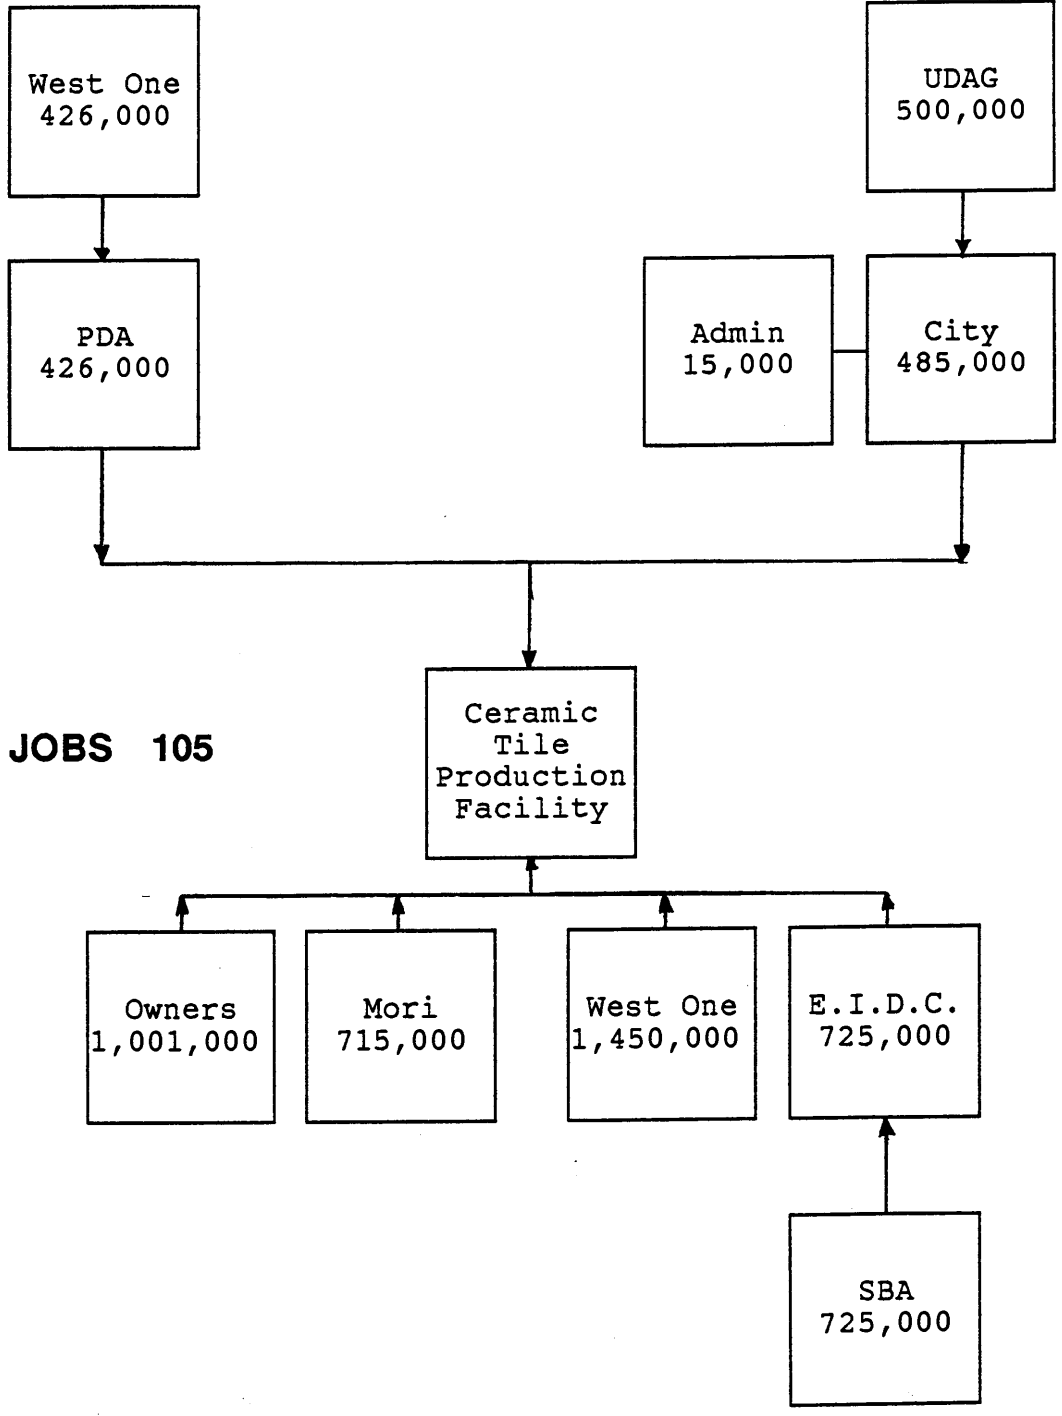 West One
426,000
UDAG
500,000
PDA
426,000
Admin
15,000
City
485,000
Ceramic
Tile
Production
Facility
JOBS 105
Owners
1,001,000
Mori
715,000
West One
1,450,000
E.I.D.C.
725,000
SBA
725,000